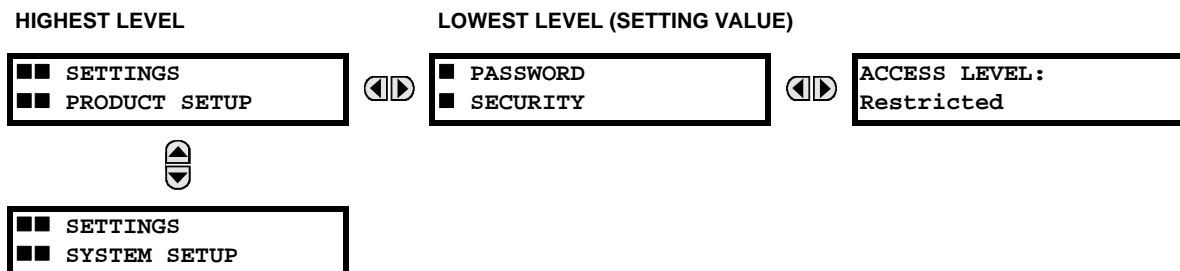 HIGHEST LEVEL
LOWEST LEVEL (SETTING VALUE)
■■ SETTINGS
■■ PRODUCT SETUP
■ PASSWORD
■ SECURITY
ACCESS LEVEL:
Restricted
■■ SETTINGS
■■ SYSTEM SETUP